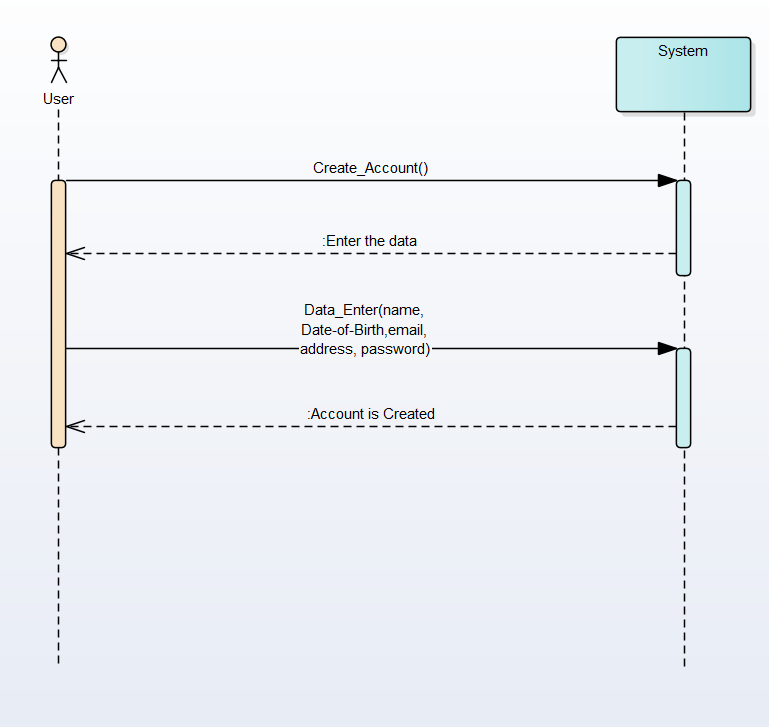 System
User
Create_Account()
:Enter the data
Data_Enter(name,
Date-of-Birth,email,
address, password)
:Account is Created